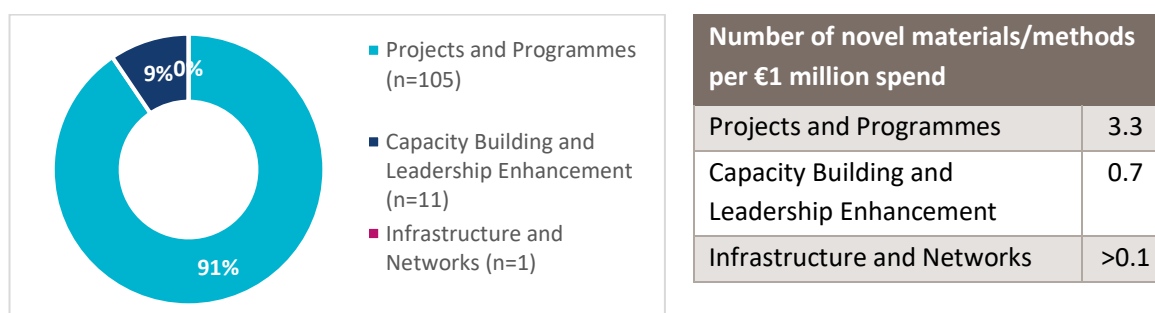 9%
0%
91%
Projects and Programmes
(n=105)
Capacity Building and
Leadership Enhancement
(n=11)
Infrastructure and
Networks (n=1)
Number of novel materials/methods
per €1 million spend
Projects and Programmes 3.3
Capacity Building and 0.7
Leadership Enhancement
Infrastructure and Networks >0.1